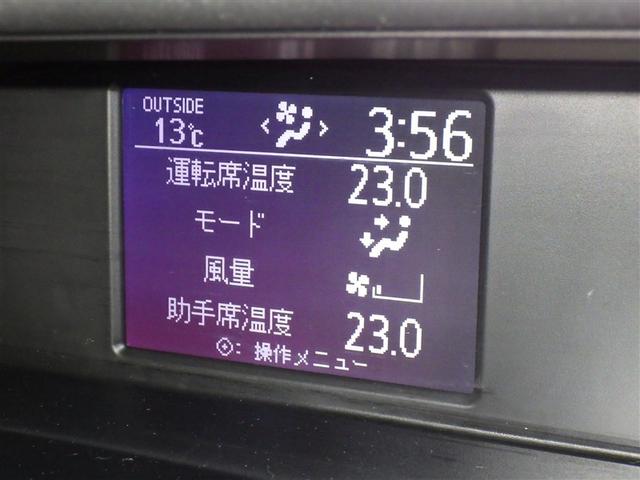 OUTSIDE
13℃ 3:56
運転席温度 23.0
モード
風量
助手席温度 23.0
: 操作メニュー